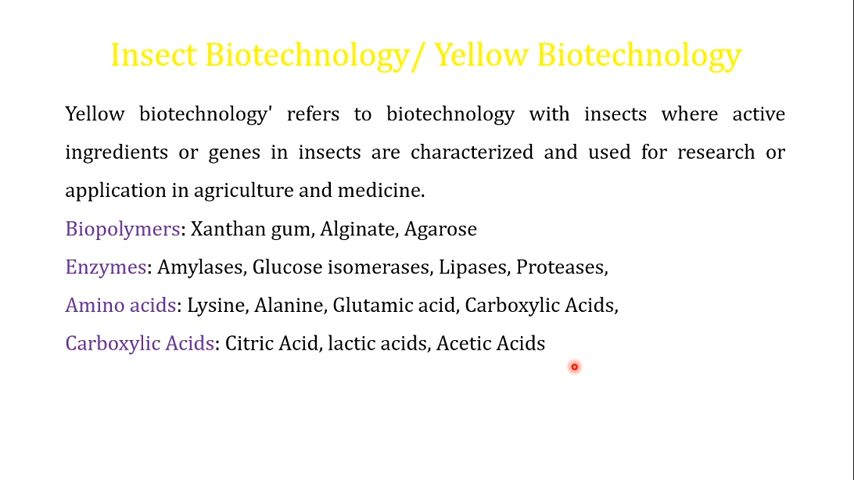 Insect Biotechnology/ Yellow Biotechnology
Yellow biotechnology' refers to biotechnology with insects where active
ingredients or genes in insects are characterized and used for research or
application in agriculture and medicine.
Biopolymers: Xanthan gum, Alginate, Agarose
Enzymes: Amylases, Glucose isomerases, Lipases, Proteases,
Amino acids: Lysine, Alanine, Glutamic acid, Carboxylic Acids,
Carboxylic Acids: Citric Acid, lactic acids, Acetic Acids